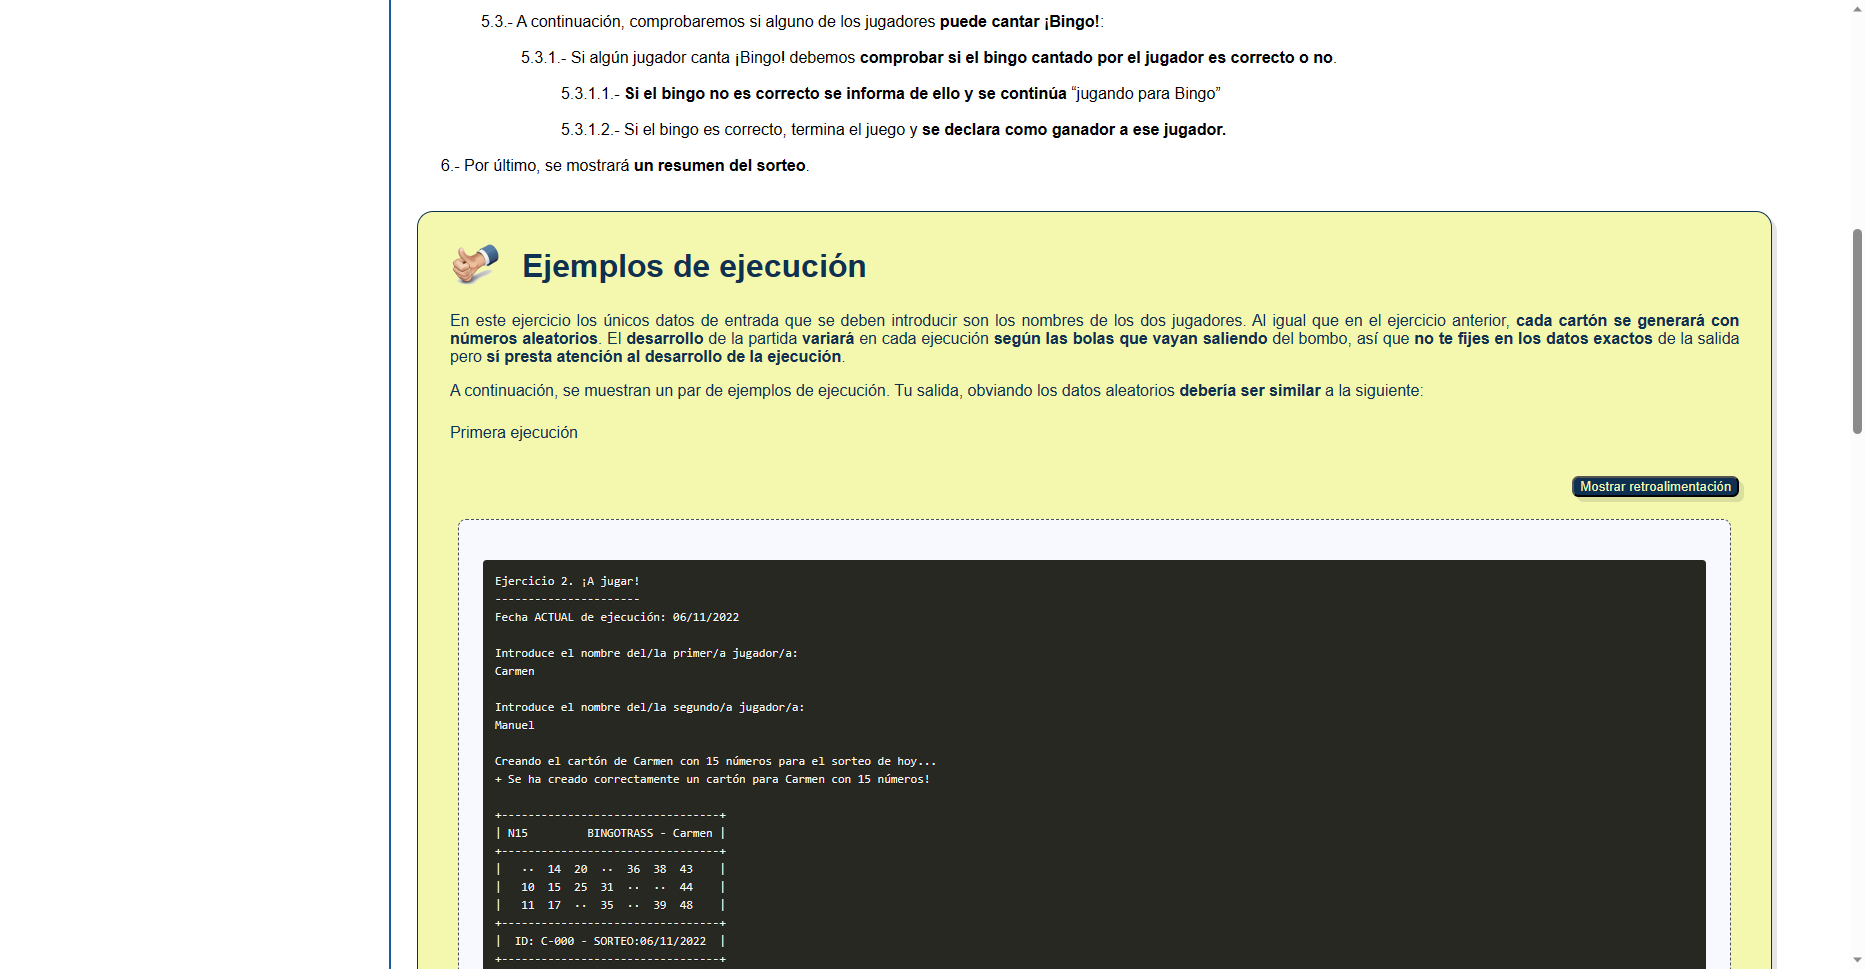 5.3.- A continuación, comprobaremos si alguno de los jugadores puede cantar ¡Bingo!:
5.3.1.- Si algún jugador canta ¡Bingo! debemos comprobar si el bingo cantado por el jugador es correcto o no.
5.3.1.1.- Si el bingo no es correcto se informa de ello y se continúa “jugando para Bingo”
5.3.1.2.- Si el bingo es correcto, termina el juego y se declara como ganador a ese jugador.
6.- Por último, se mostrará un resumen del sorteo.
Ejemplos de ejecución
En este ejercicio los únicos datos de entrada que se deben introducir son los nombres de los dos jugadores. Al igual que en el ejercicio anterior, cada cartón se generará con
números aleatorios. El desarrollo de la partida variará en cada ejecución según las bolas que vayan saliendo del bombo, así que no te fijes en los datos exactos de la salida
pero sí presta atención al desarrollo de la ejecución.
A continuación, se muestran un par de ejemplos de ejecución. Tu salida, obviando los datos aleatorios debería ser similar a la siguiente:
Primera ejecución
Mostrar retroalimentación
Ejercicio 2. ¡A jugar!
----------------------
Fecha ACTUAL de ejecución: 06/11/2022
Introduce el nombre del/la primer/a jugador/a:
Carmen
Introduce el nombre del/la segundo/a jugador/a:
Manuel
Creando el cartón de Carmen con 15 números para el sorteo de hoy...
+ Se ha creado correctamente un cartón para Carmen con 15 números!
+---------------------------------+
| N15         BINGOTRASS - Carmen |
+---------------------------------+
|   ··  14  20  ··  36  38  43    |
|   10  15  25  31  ··  ··  44    |
|   11  17  ··  35  ··  39  48    |
+---------------------------------+
|  ID: C-000 - SORTEO:06/11/2022  |
+---------------------------------+